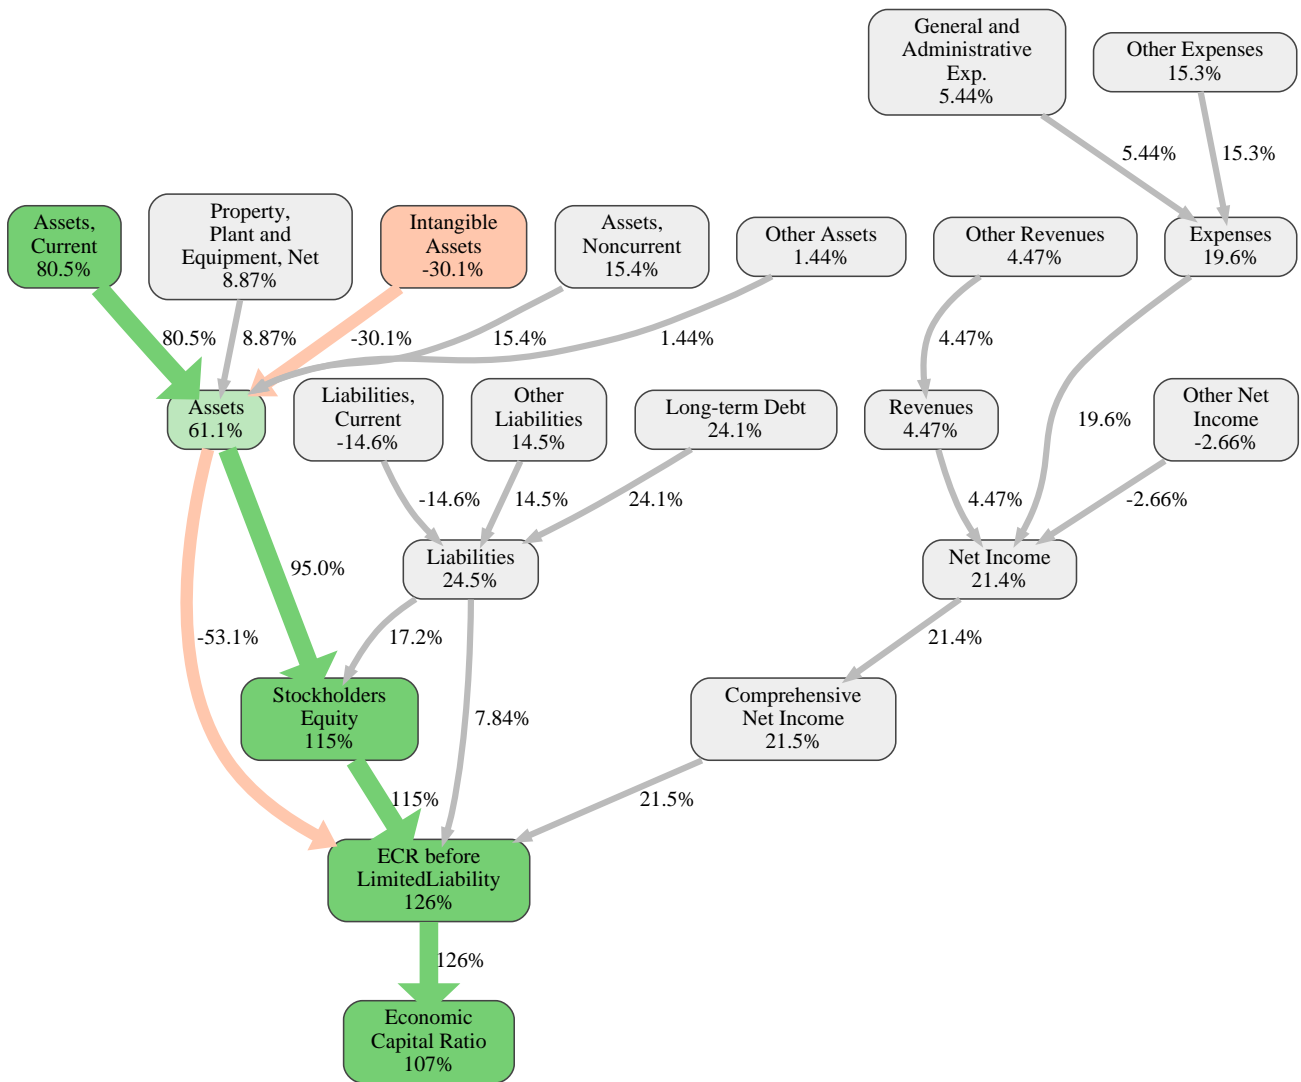 General and
Administrative
Exp.
5.44%
Other Expenses
15.3%
5.44%
15.3%
Assets,
Current
80.5%
Property,
Plant and
Equipment, Net
8.87%
Intangible
Assets
-30.1%
Assets,
Noncurrent
15.4%
Other Assets
1.44%
Other Revenues
4.47%
Expenses
19.6%
80.5%
8.87%
-30.1%
15.4%
1.44%
4.47%
Assets
61.1%
Liabilities,
Current
-14.6%
Other
Liabilities
14.5%
Long-term Debt
24.1%
Revenues
4.47%
19.6%
Other Net
Income
-2.66%
-14.6%
14.5%
24.1%
4.47%
-2.66%
95.0%
Liabilities
24.5%
Net Income
21.4%
-53.1%
17.2%
21.4%
Stockholders
Equity
115%
7.84%
Comprehensive
Net Income
21.5%
115%
21.5%
ECR before
LimitedLiability
126%
126%
Economic
Capital Ratio
107%